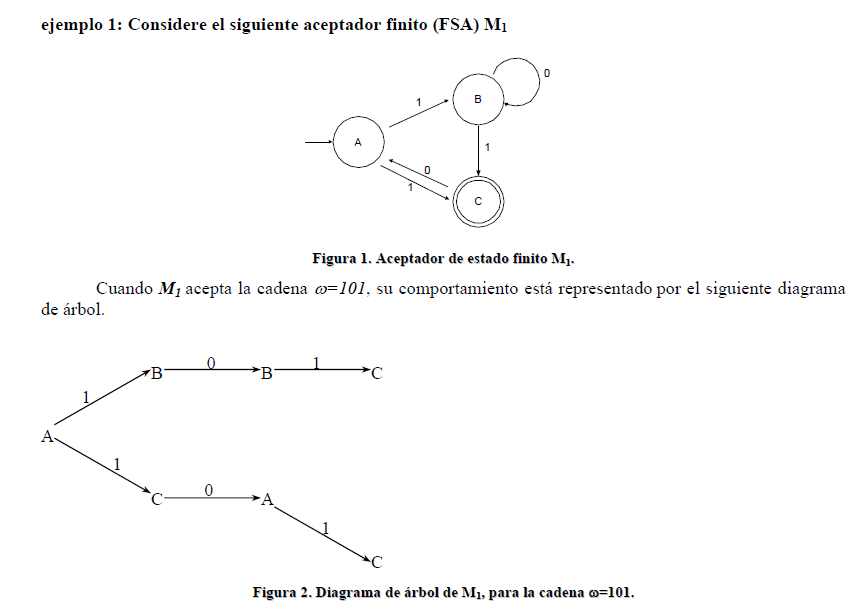 ejemplo 1: Considere el siguiente aceptador finito (FSA) M1
0
1
B
A
1
0
1
C
Figura 1. Aceptador de estado finito M1.
Cuando M1 acepta la cadena ω=101, su comportamiento está representado por el siguiente diagrama
de árbol.
B 0 B 1 C
1
A
1
C 0 A
1
C
Figura 2. Diagrama de árbol de M1, para la cadena ω=101.